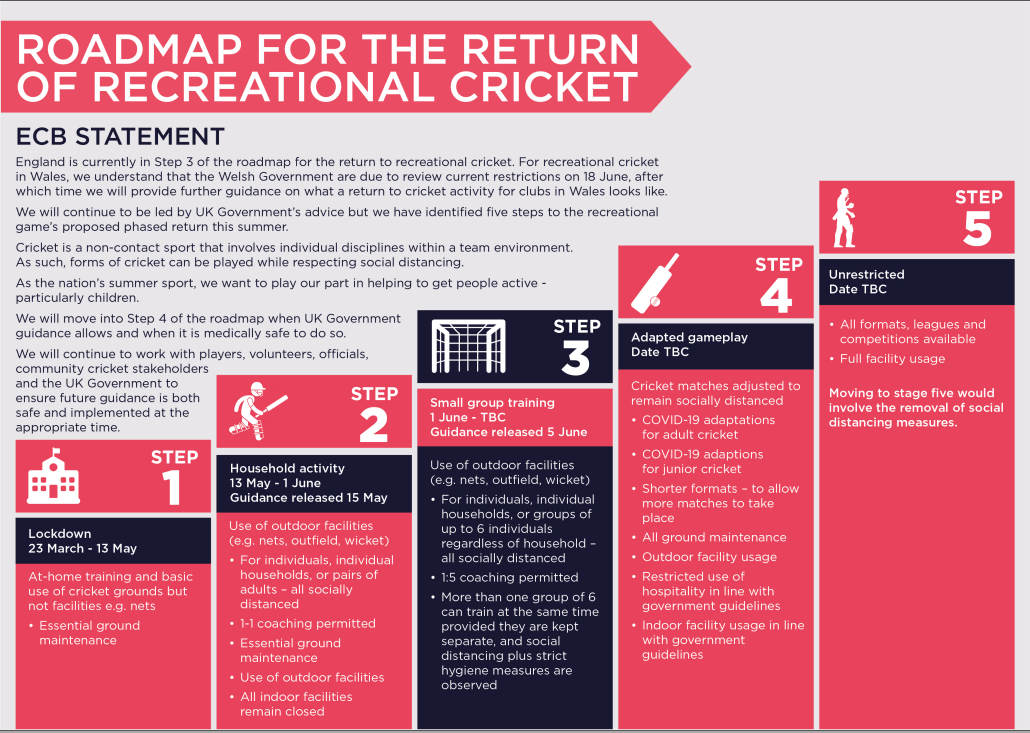 ROADMAP FOR THE RETURN
OF RECREATIONAL CRICKET
ECB STATEMENT
England is currently in Step 3 of the roadmap for the return to recreational cricket. For recreational cricket
in Wales, we understand that the Welsh Government are due to review current restrictions on 18 June, after
which time we will provide further guidance on what a return to cricket activity for clubs in Wales looks like.
We will continue to be led by UK Government's advice but we have identified five steps to the recreational
game's proposed phased return this summer.
Cricket is a non-contact sport that involves individual disciplines within a team environment.
As such, forms of cricket can be played while respecting social distancing.
As the nation's summer sport, we want to play our part in helping to get people active -
particularly children.
We will move into Step 4 of the roadmap when UK Government
guidance allows and when it is medically safe to do so.
We will continue to work with players, volunteers, officials,
community cricket stakeholders
and the UK Government to
ensure future guidance is both
safe and implemented at the
appropriate time.
STEP
1
Lockdown
23 March - 13 May
At-home training and basic
use of cricket grounds but
not facilities e.g. nets
• Essential ground
maintenance
STEP
2
Household activity
13 May - 1 June
Guidance released 15 May
Use of outdoor facilities
(e.g. nets, outfield, wicket)
• For individuals, individual
households, or pairs of
adults – all socially
distanced
• 1-1 coaching permitted
• Essential ground
maintenance
• Use of outdoor facilities
• All indoor facilities
remain closed
STEP
3
Small group training
1 June - TBC
Guidance released 5 June
Use of outdoor facilities
(e.g. nets, outfield, wicket)
• For individuals, individual
households, or groups of
up to 6 individuals
regardless of household –
all socially distanced
• 1:5 coaching permitted
• More than one group of 6
can train at the same time
provided they are kept
separate, and social
distancing plus strict
hygiene measures are
observed
STEP
4
Adapted gameplay
Date TBC
Cricket matches adjusted to
remain socially distanced
• COVID-19 adaptations
for adult cricket
• COVID-19 adaptions
for junior cricket
• Shorter formats – to allow
more matches to take
place
• All ground maintenance
• Outdoor facility usage
• Restricted use of
hospitality in line with
government guidelines
• Indoor facility usage in line
with government
guidelines
STEP
5
Unrestricted
Date TBC
• All formats, leagues and
competitions available
• Full facility usage
Moving to stage five would
involve the removal of social
distancing measures.